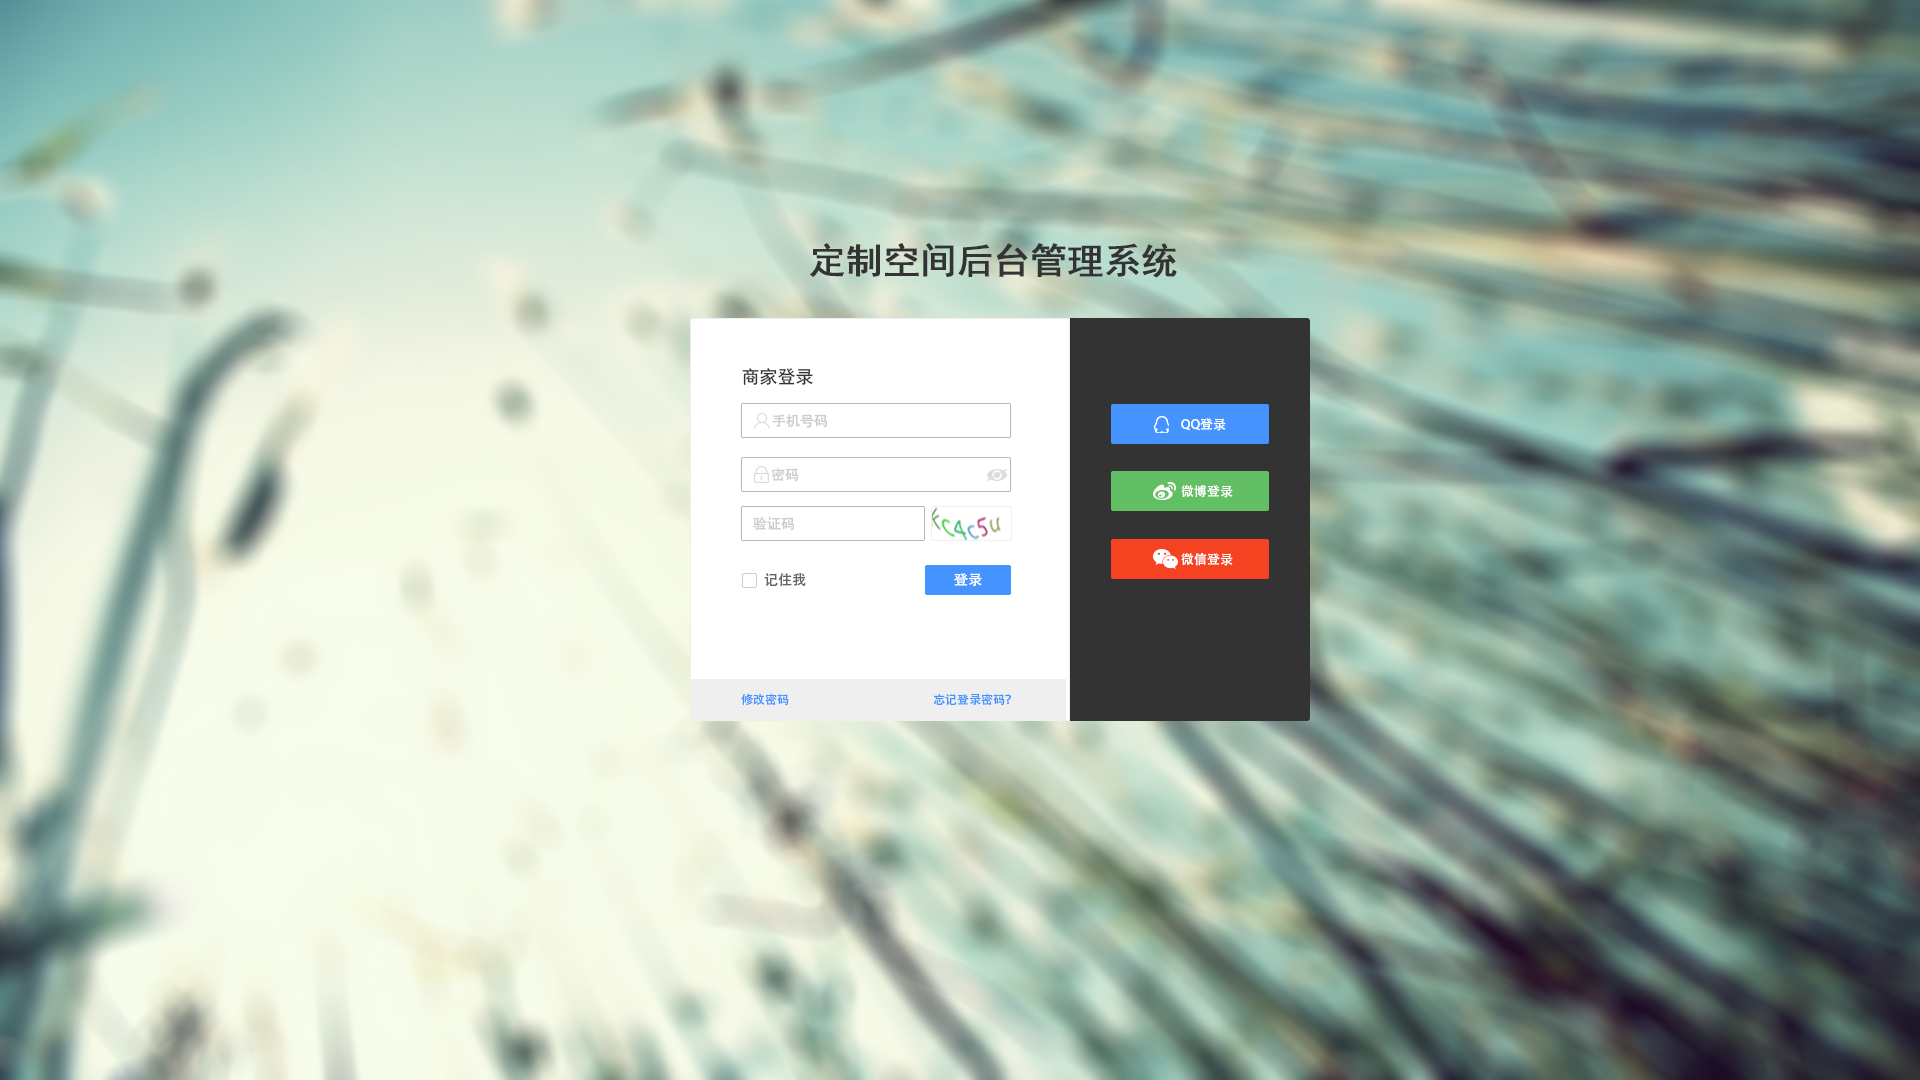 定制空间后台管理系统
商家登录
手机号码
密码
验证码
记住我
登录
修改密码
忘记登录密码?
QQ登录
微博登录
微信登录